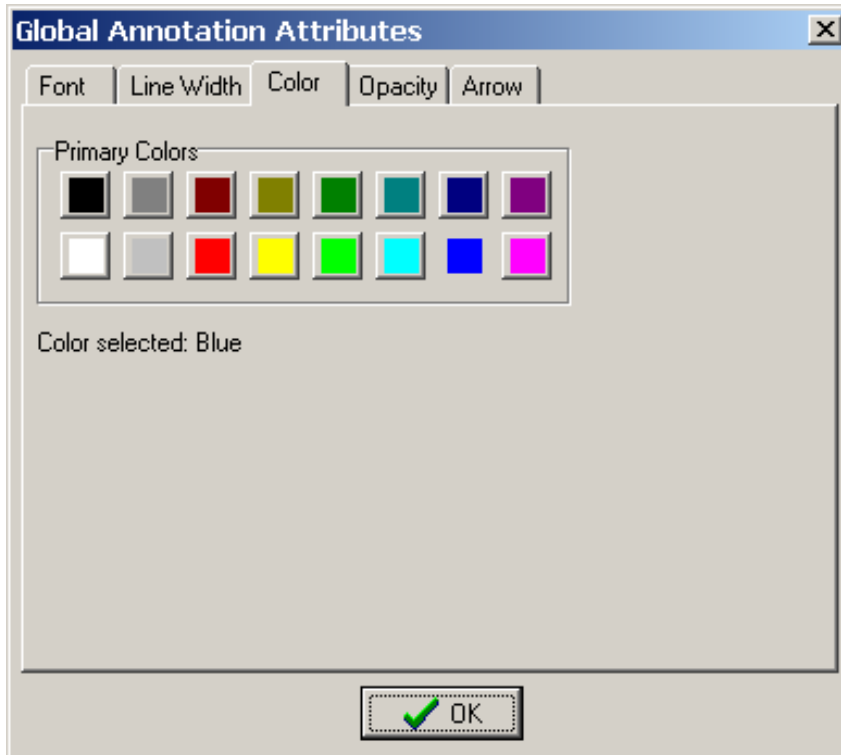 Global Annotation Attributes
Font Line Width Color Opacity Arrow
Primary Colors
Color selected: Blue
OK